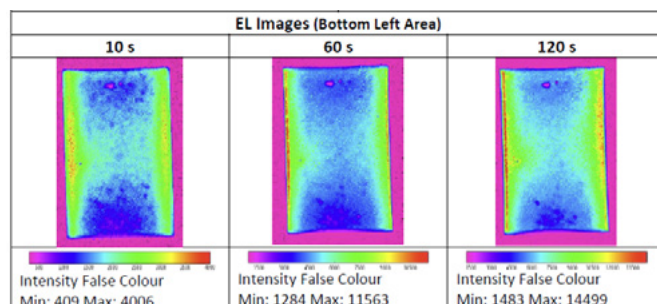 EL Images (Bottom Left Area)
10 s
60 s
120 s
Intensity False Colour
Min: 409 Max: 4006
Intensity False Colour
Min: 1284 Max: 11563
Intensity False Colour
Min: 1483 Max: 14499